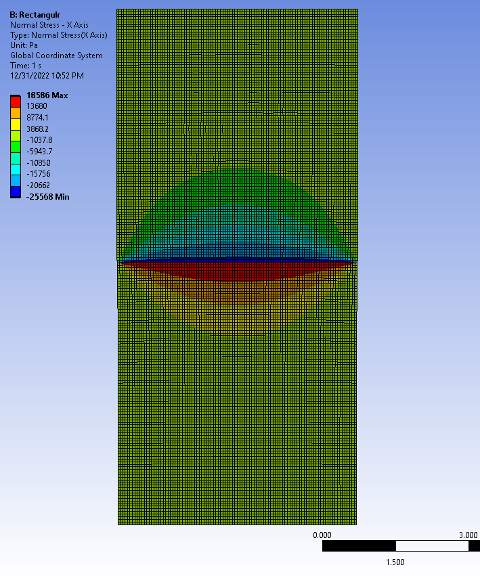 B: Rectangulr
Normal Stress - X Axis
Type: Normal Stress(X Axis)
Unit: Pa
Global Coordinate System
Time: 1 s
12/31/2022 10:52 PM
18586 Max
13680
8774.1
3868.2
-1037.8
-5943.7
-10850
-15756
-20662
-25568 Min
0.000
3.000
1.500